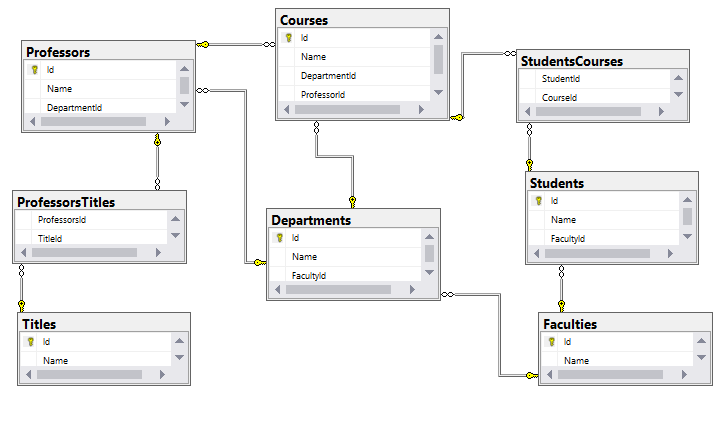 Courses
Id
Name
DepartmentId
ProfessorId
Professors
Id
Name
DepartmentId
StudentsCourses
StudentId
CourseId
ProfessorsTitles
ProfessorsId
TitleId
Departments
Id
Name
FacultyId
Students
Id
Name
FacultyId
Titles
Id
Name
Faculties
Id
Name